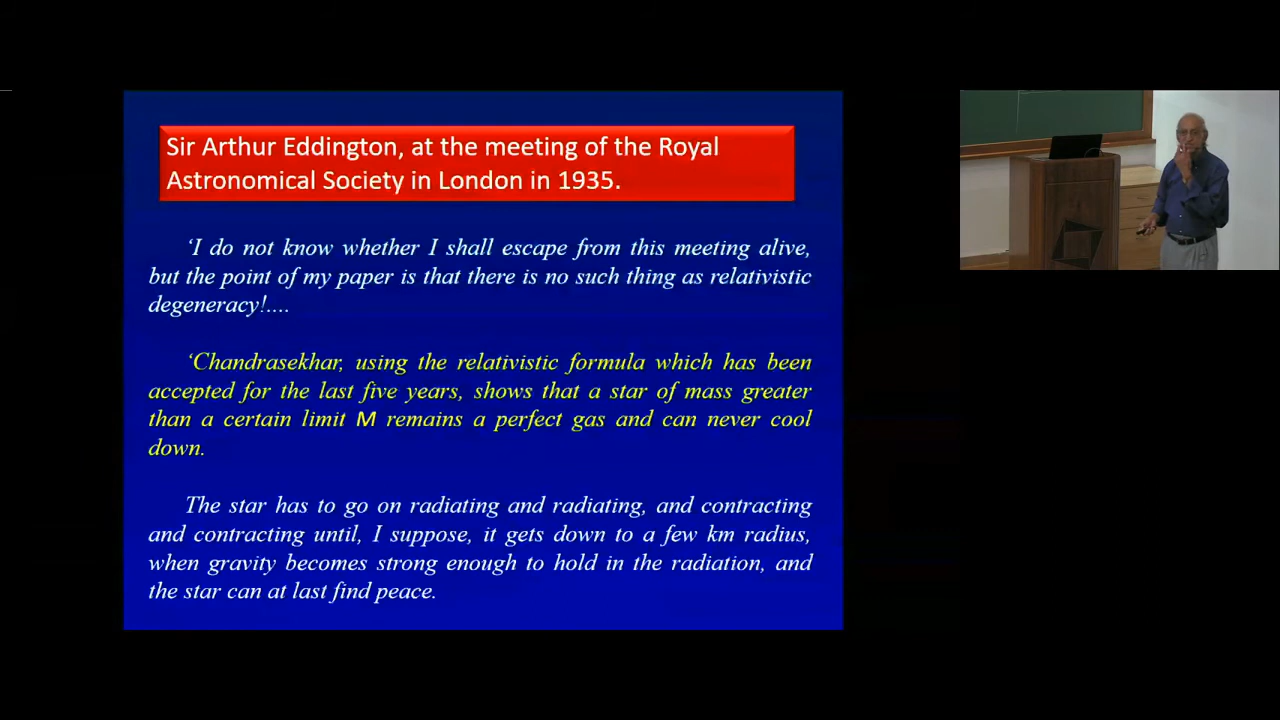 Sir Arthur Eddington, at the meeting of the Royal
Astronomical Society in London in 1935.
‘I do not know whether I shall escape from this meeting alive,
but the point of my paper is that there is no such thing as relativistic
degeneracy!....
‘Chandrasekhar, using the relativistic formula which has been
accepted for the last five years, shows that a star of mass greater
than a certain limit M remains a perfect gas and can never cool
down.
The star has to go on radiating and radiating, and contracting
and contracting until, I suppose, it gets down to a few km radius,
when gravity becomes strong enough to hold in the radiation, and
the star can at last find peace.